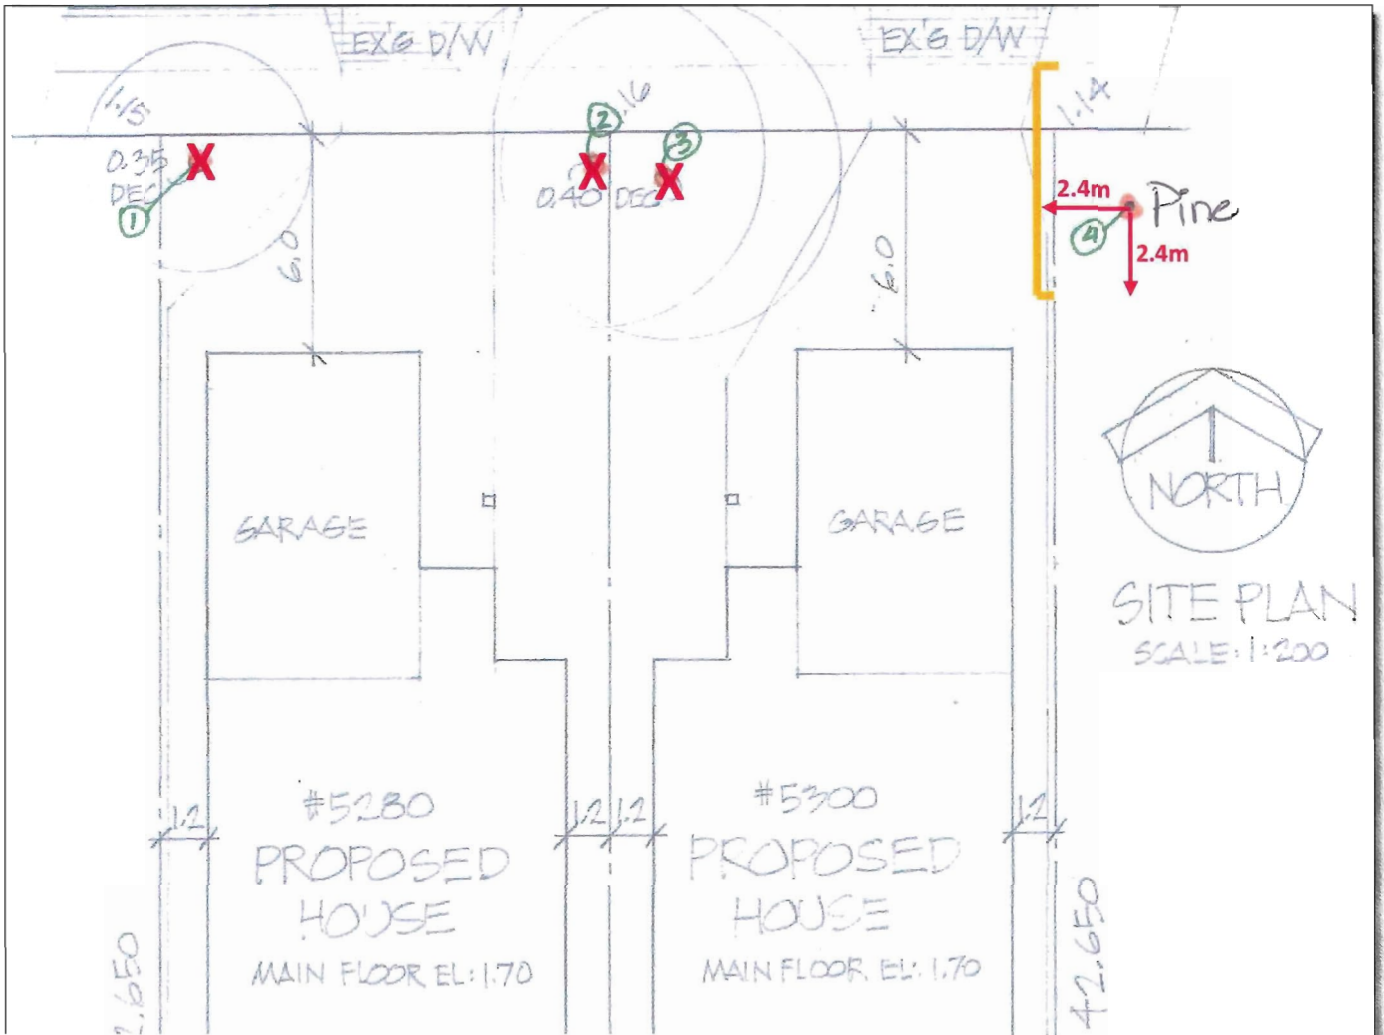 EX'G D/W
EX'G D/W
1.15
.16
1.14
2
3
0.35
DEC
1
0.40 DEC
2.4m
Pine
4
2.4m
6.0
6.0
GARAGE
GARAGE
NORTH
SITE PLAN
SCALE: 1:200
#5280
#5300
1.2
1.2
1.2
1.2
PROPOSED
HOUSE
PROPOSED
HOUSE
MAIN FLOOR EL: 1.70
MAIN FLOOR EL: 1.70
2.650
42.650